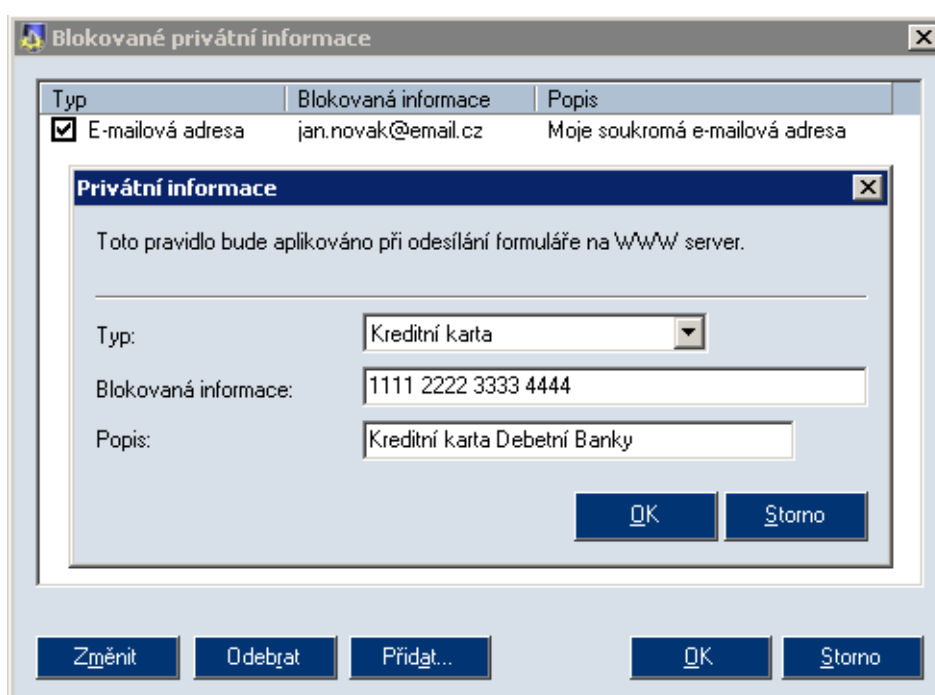 Blokované privátní informace
Typ Blokovaná informace Popis
E-mailová adresa jan.novak@email.cz Moje soukromá e-mailová adresa
Privátní informace
Toto pravidlo bude aplikováno při odesílání formuláře na WWW server.
Typ: Kreditní karta
Blokovaná informace: 1111 2222 3333 4444
Popis: Kreditní karta Debetní Banky
OK Storno
Změnit Odebrat Přidat... OK Storno